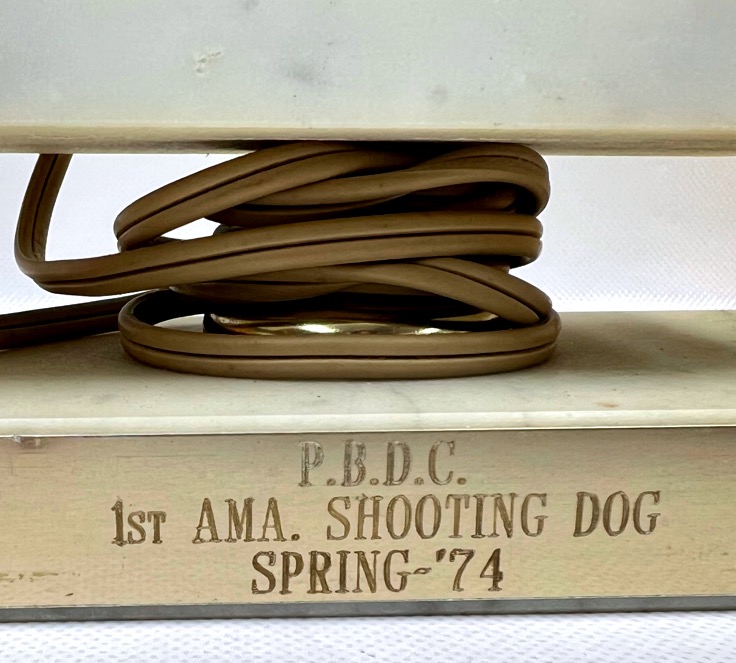 P.B.D.C.
1ST AMA. SHOOTING DOG
SPRING-'74